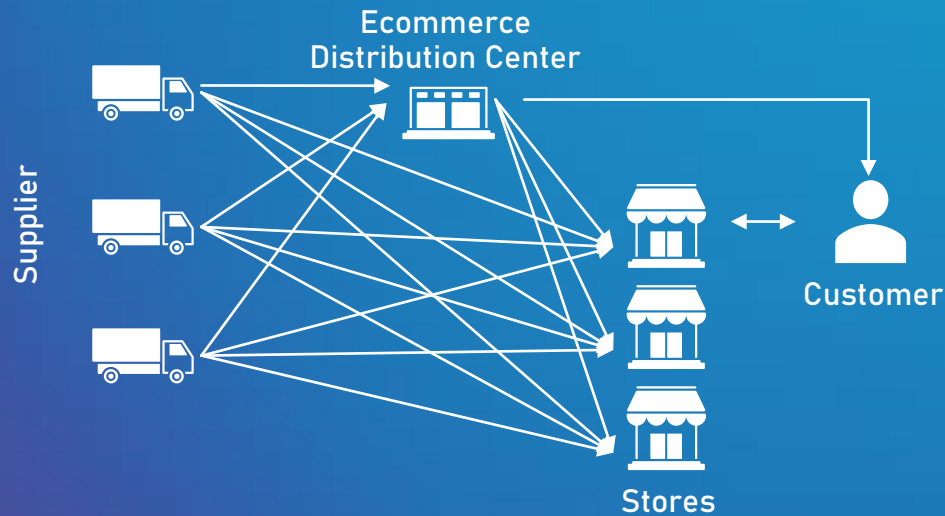 Ecommerce
Distribution Center
Supplier
Customer
Stores